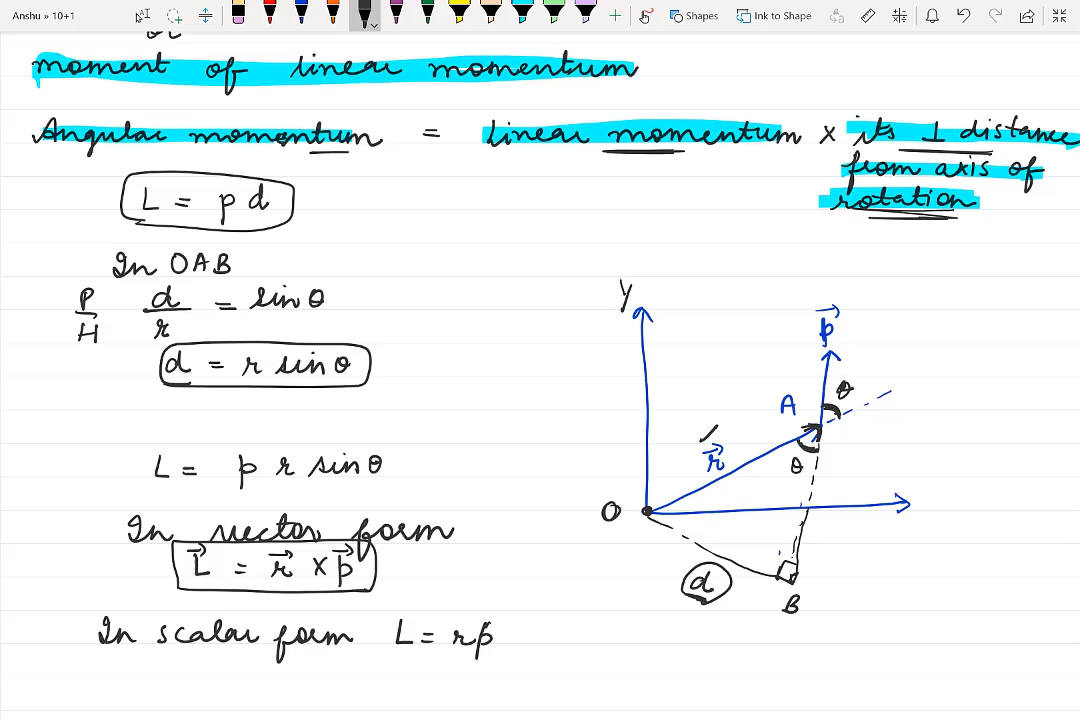 Anshu » 10+1
Shapes
Ink to Shape
or
moment of linear momentum
Angular momentum = linear momentum × its ⊥ distance
from axis of
rotation
L = p d
In OAB
P/H d/r = sin θ
d = r sin θ
L = p r sin θ
In vector form
L⃗ = r⃗ × p⃗
In scalar form L = rp
Y
p⃗
θ
A
r⃗
θ
O
d
B